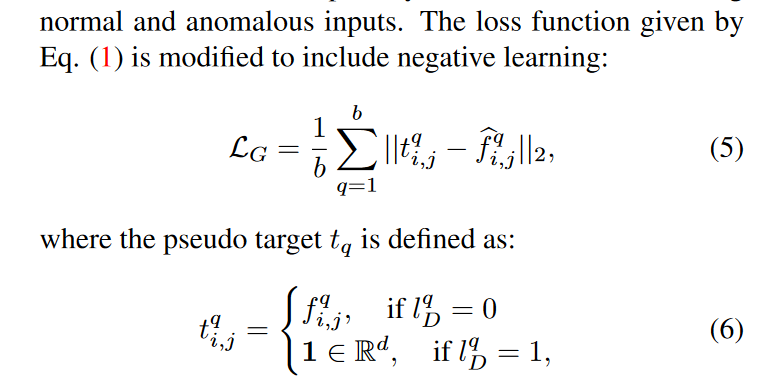 normal and anomalous inputs. The loss function given by
Eq. (1) is modified to include negative learning:
$\mathcal{L}_G = \frac{1}{b} \sum_{q=1}^{b} ||t_{i,j}^{q} - \widehat{f}_{i,j}^{q}||_2,$ (5)
where the pseudo target $t_q$ is defined as:
$t_{i,j}^{q} = \begin{cases} f_{i,j}^{q}, & \text{if } l_D^{q} = 0 \\ \mathbf{1} \in \mathbb{R}^d, & \text{if } l_D^{q} = 1, \end{cases}$ (6)